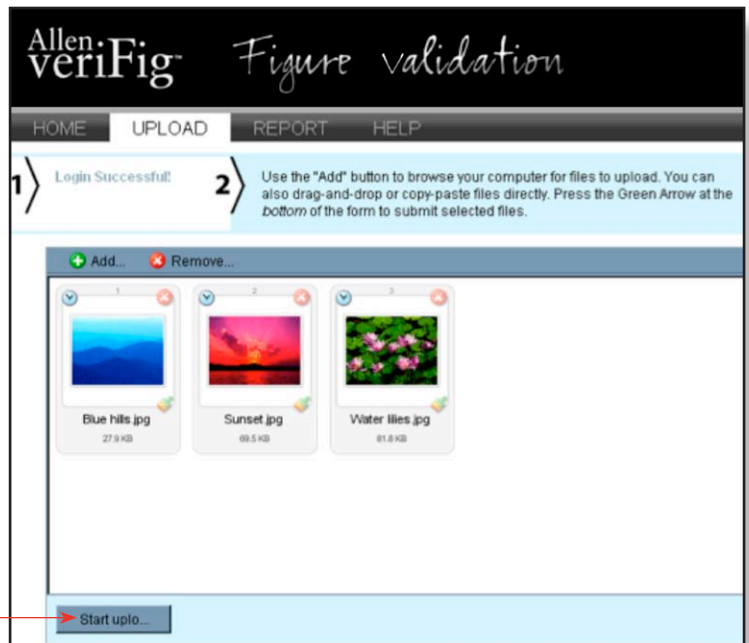 Allen
veriFig™ Figure validation
HOME UPLOAD REPORT HELP
1 Login Successful!
2 Use the "Add" button to browse your computer for files to upload. You can
also drag-and-drop or copy-paste files directly. Press the Green Arrow at the
bottom of the form to submit selected files.
Add... Remove...
1 2 3
Blue hills.jpg Sunset.jpg Water lilies.jpg
27.9 KB 69.5 KB 81.8 KB
Start uplo...